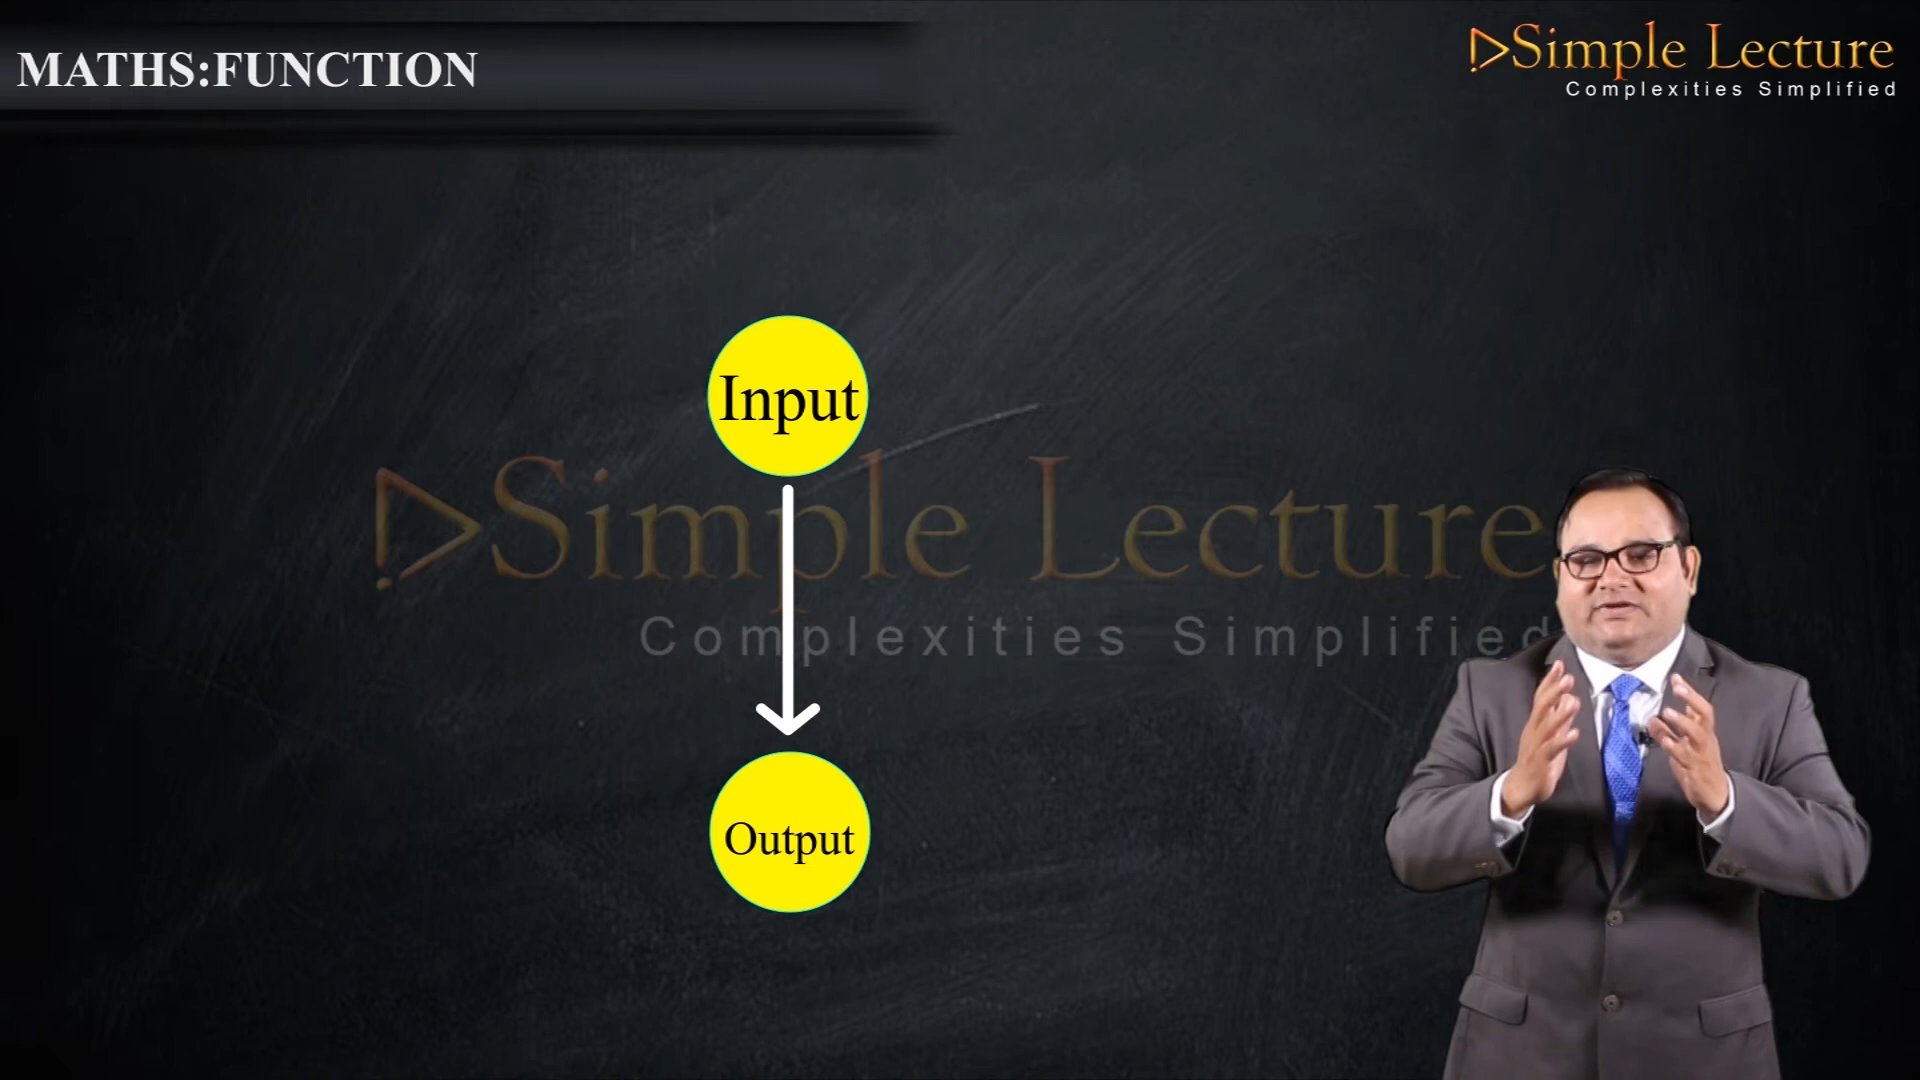 MATHS:FUNCTION
Simple Lecture
Complexities Simplified
Input
Simple Lecture
Complexities Simplified
Output